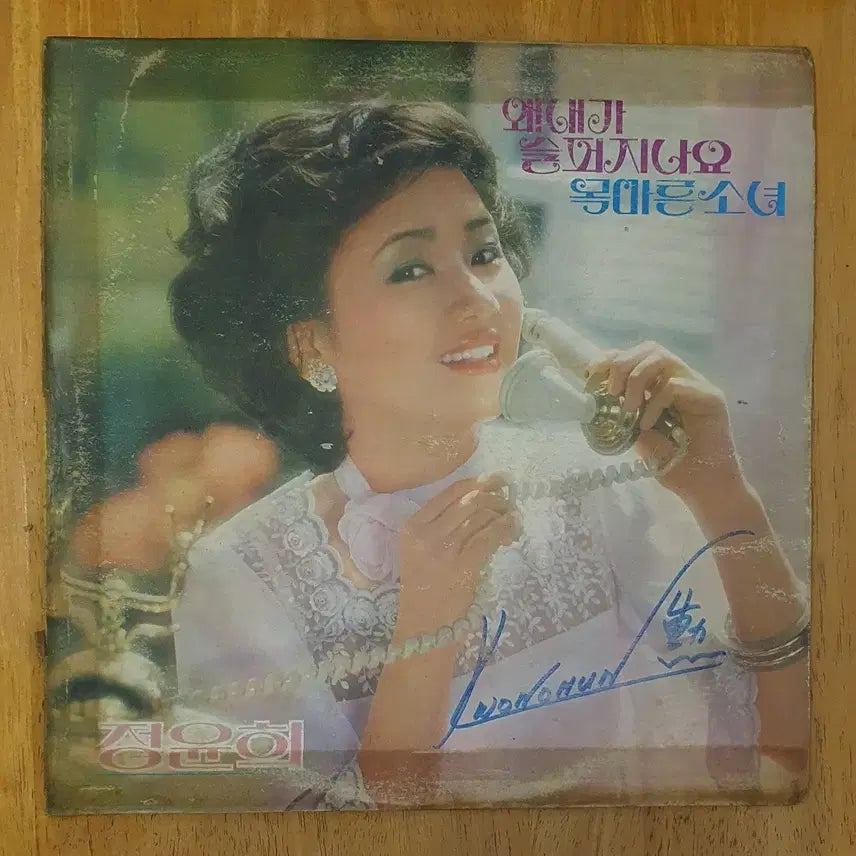 왜 내가
슬퍼지나요
목마른 소녀
정윤희